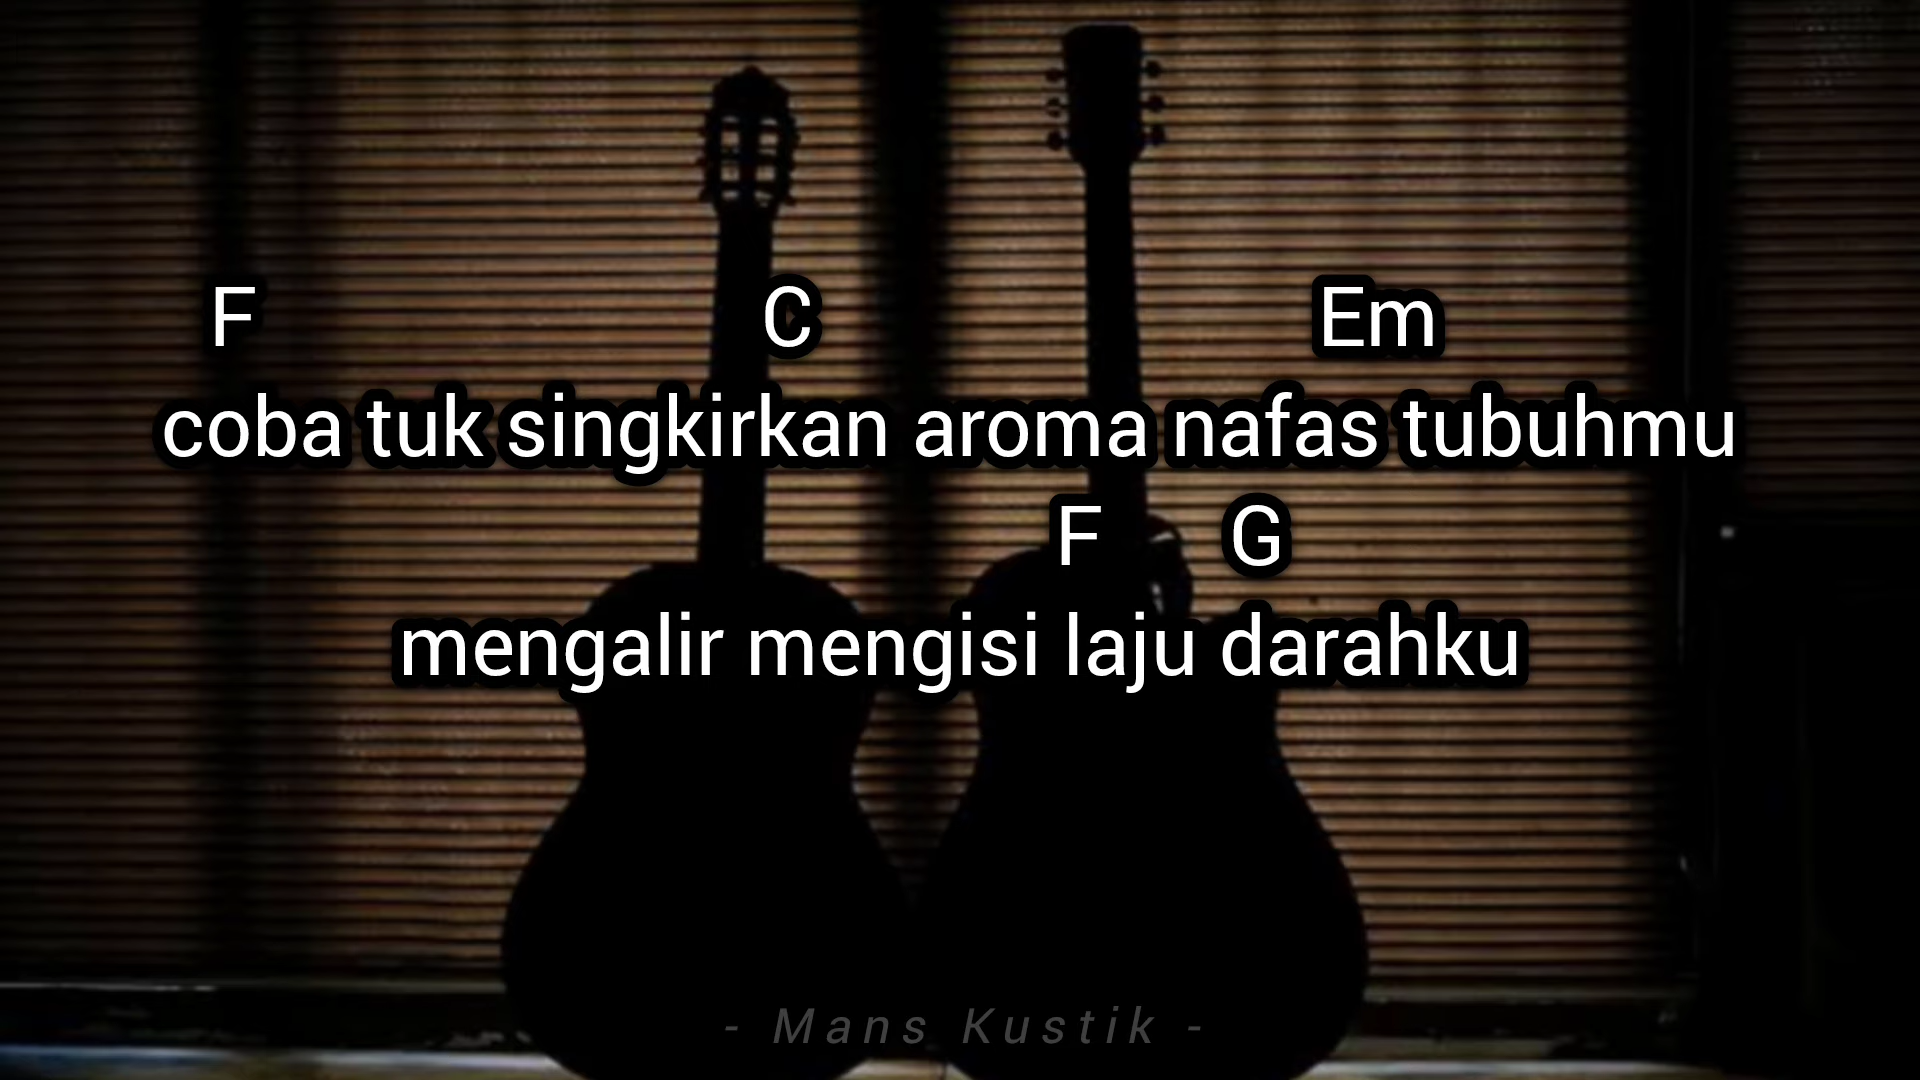 F C Em
coba tuk singkirkan aroma nafas tubuhmu
F G
mengalir mengisi laju darahku
- Mans Kustik -